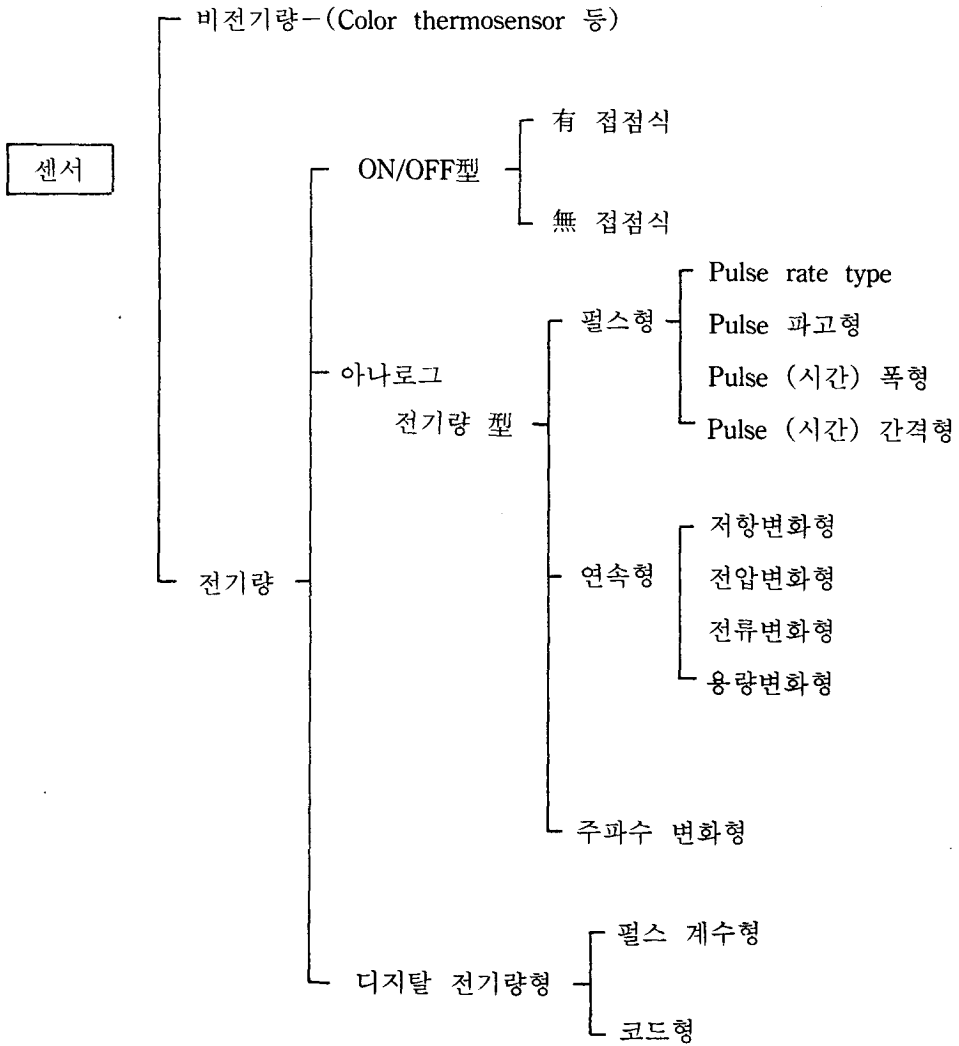 비전기량-(Color thermosensor 등)
센서
有 접점식
ON/OFF型
無 접점식
Pulse rate type
펄스형
Pulse 파고형
아나로그
Pulse (시간) 폭형
전기량 型
Pulse (시간) 간격형
저항변화형
전기량
연속형
전압변화형
전류변화형
용량변화형
주파수 변화형
펄스 계수형
디지탈 전기량형
코드형